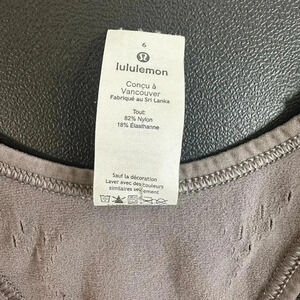 6
lululemon
Conçu à
Vancouver
Fabriqué au Sri Lanka
Tout:
82% Nylon
18% Élasthanne
Sauf la décoration
Laver avec des couleurs
similaires seulement